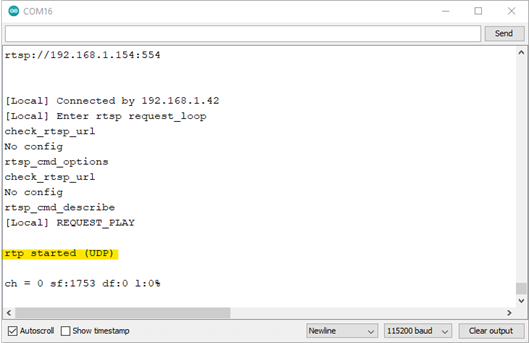 COM16
Send
rtsp://192.168.1.154:554
[Local] Connected by 192.168.1.42
[Local] Enter rtsp request_loop
check_rtsp_url
No config
rtsp_cmd_options
check_rtsp_url
No config
rtsp_cmd_describe
[Local] REQUEST_PLAY
rtp started (UDP)
ch = 0 sf:1753 df:0 l:0%
Autoscroll Show timestamp Newline 115200 baud Clear output